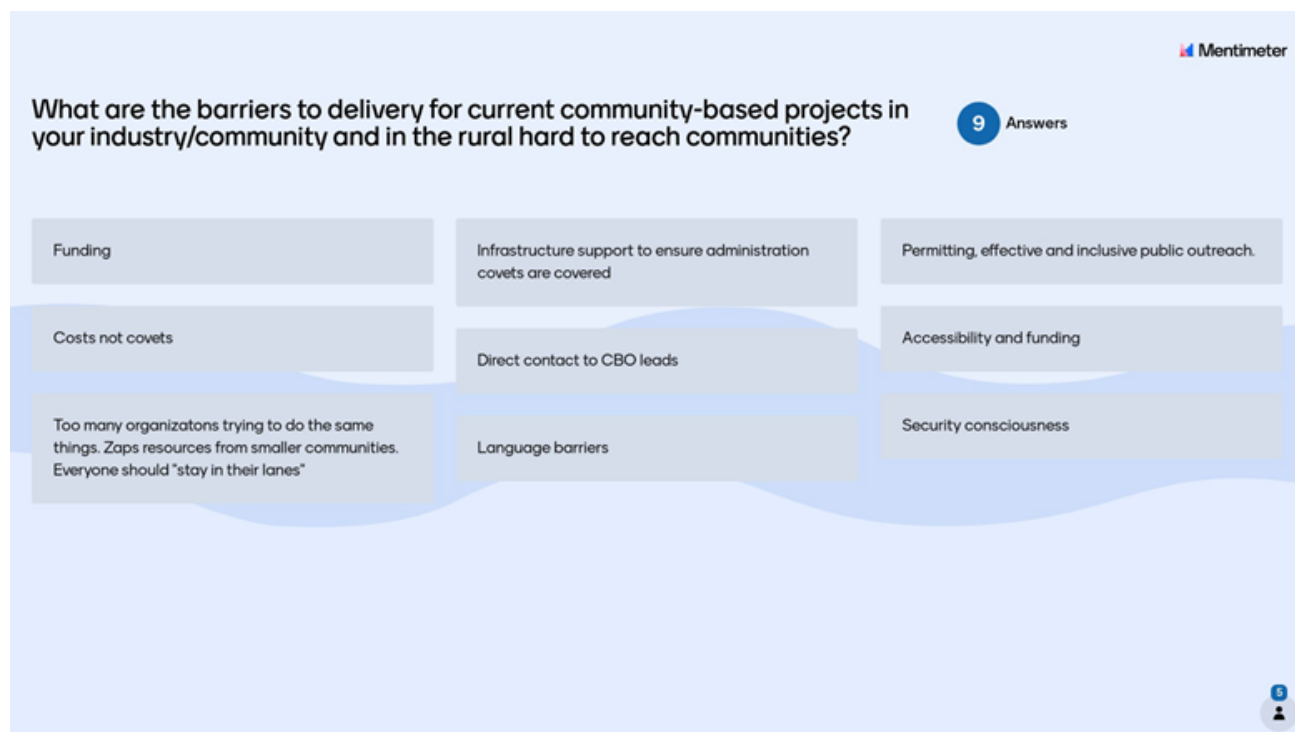 Mentimeter
What are the barriers to delivery for current community-based projects in
your industry/community and in the rural hard to reach communities?
9 Answers
Funding
Infrastructure support to ensure administration
covets are covered
Permitting, effective and inclusive public outreach.
Costs not covets
Direct contact to CBO leads
Accessibility and funding
Too many organizatons trying to do the same
things. Zaps resources from smaller communities.
Everyone should "stay in their lanes"
Language barriers
Security consciousness
5